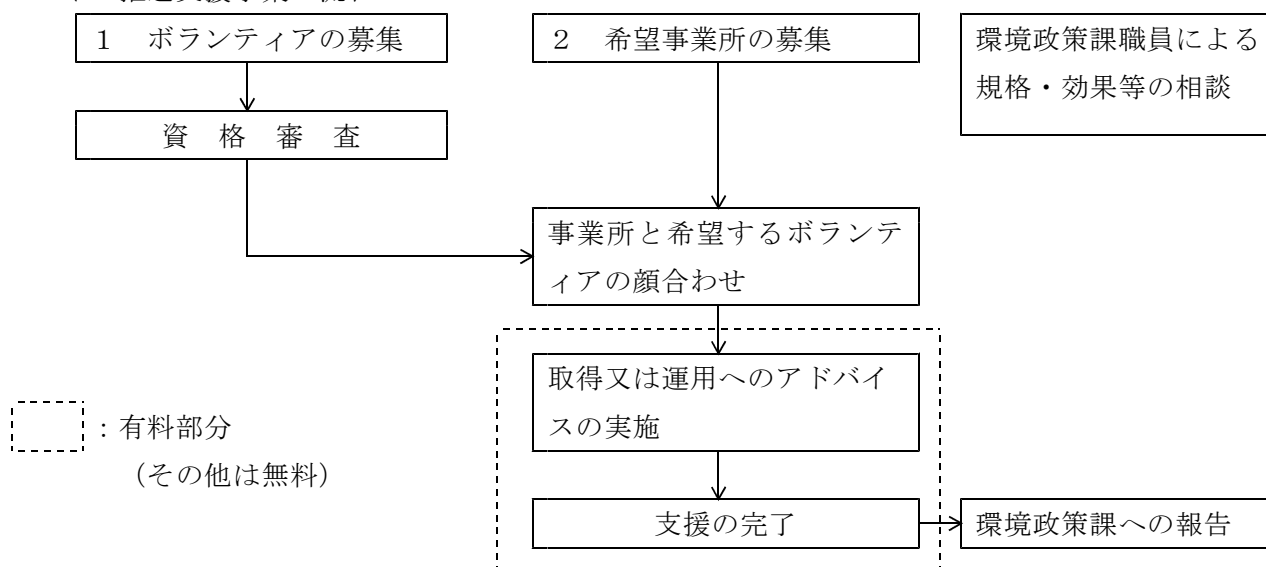 1　ボランティアの募集
2　希望事業所の募集
環境政策課職員による
規格・効果等の相談
資　格　審　査
事業所と希望するボランテ
ィアの顔合わせ
取得又は運用へのアドバイ
スの実施
：有料部分
（その他は無料）
支援の完了
環境政策課への報告